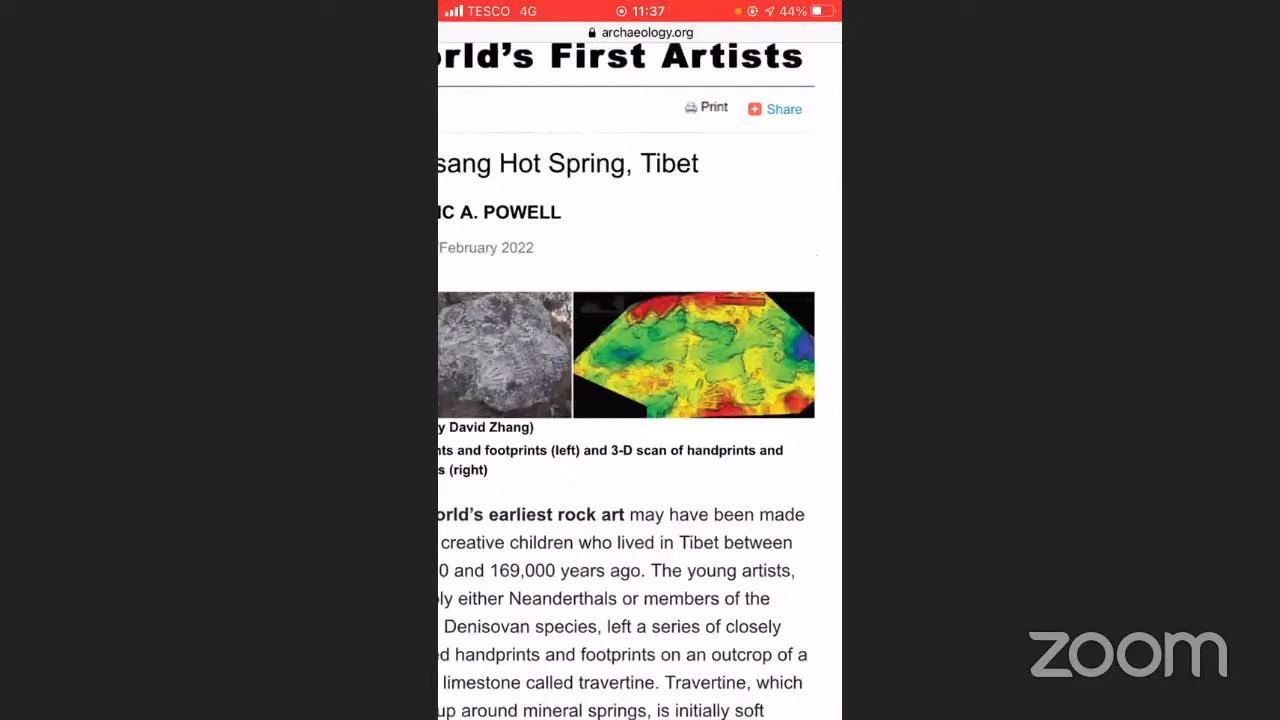 TESCO 4G 11:37 44%
archaeology.org
orld's First Artists
Print Share
sang Hot Spring, Tibet
IC A. POWELL
/February 2022
y David Zhang)
nts and footprints (left) and 3-D scan of handprints and
s (right)
orld's earliest rock art may have been made
creative children who lived in Tibet between
0 and 169,000 years ago. The young artists,
bly either Neanderthals or members of the
Denisovan species, left a series of closely
ed handprints and footprints on an outcrop of a
limestone called travertine. Travertine, which
up around mineral springs, is initially soft
zoom